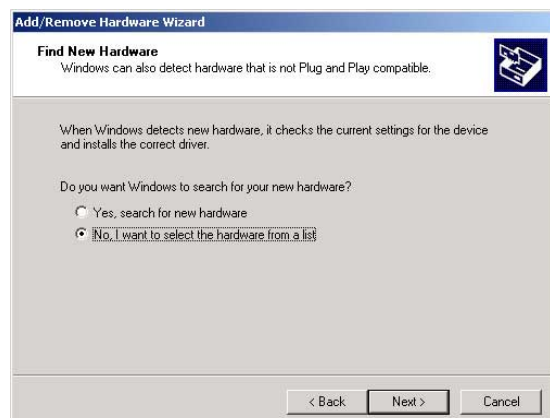 Add/Remove Hardware Wizard
Find New Hardware
Windows can also detect hardware that is not Plug and Play compatible.
When Windows detects new hardware, it checks the current settings for the device
and installs the correct driver.
Do you want Windows to search for your new hardware?
Yes, search for new hardware
No, I want to select the hardware from a list
< Back
Next >
Cancel